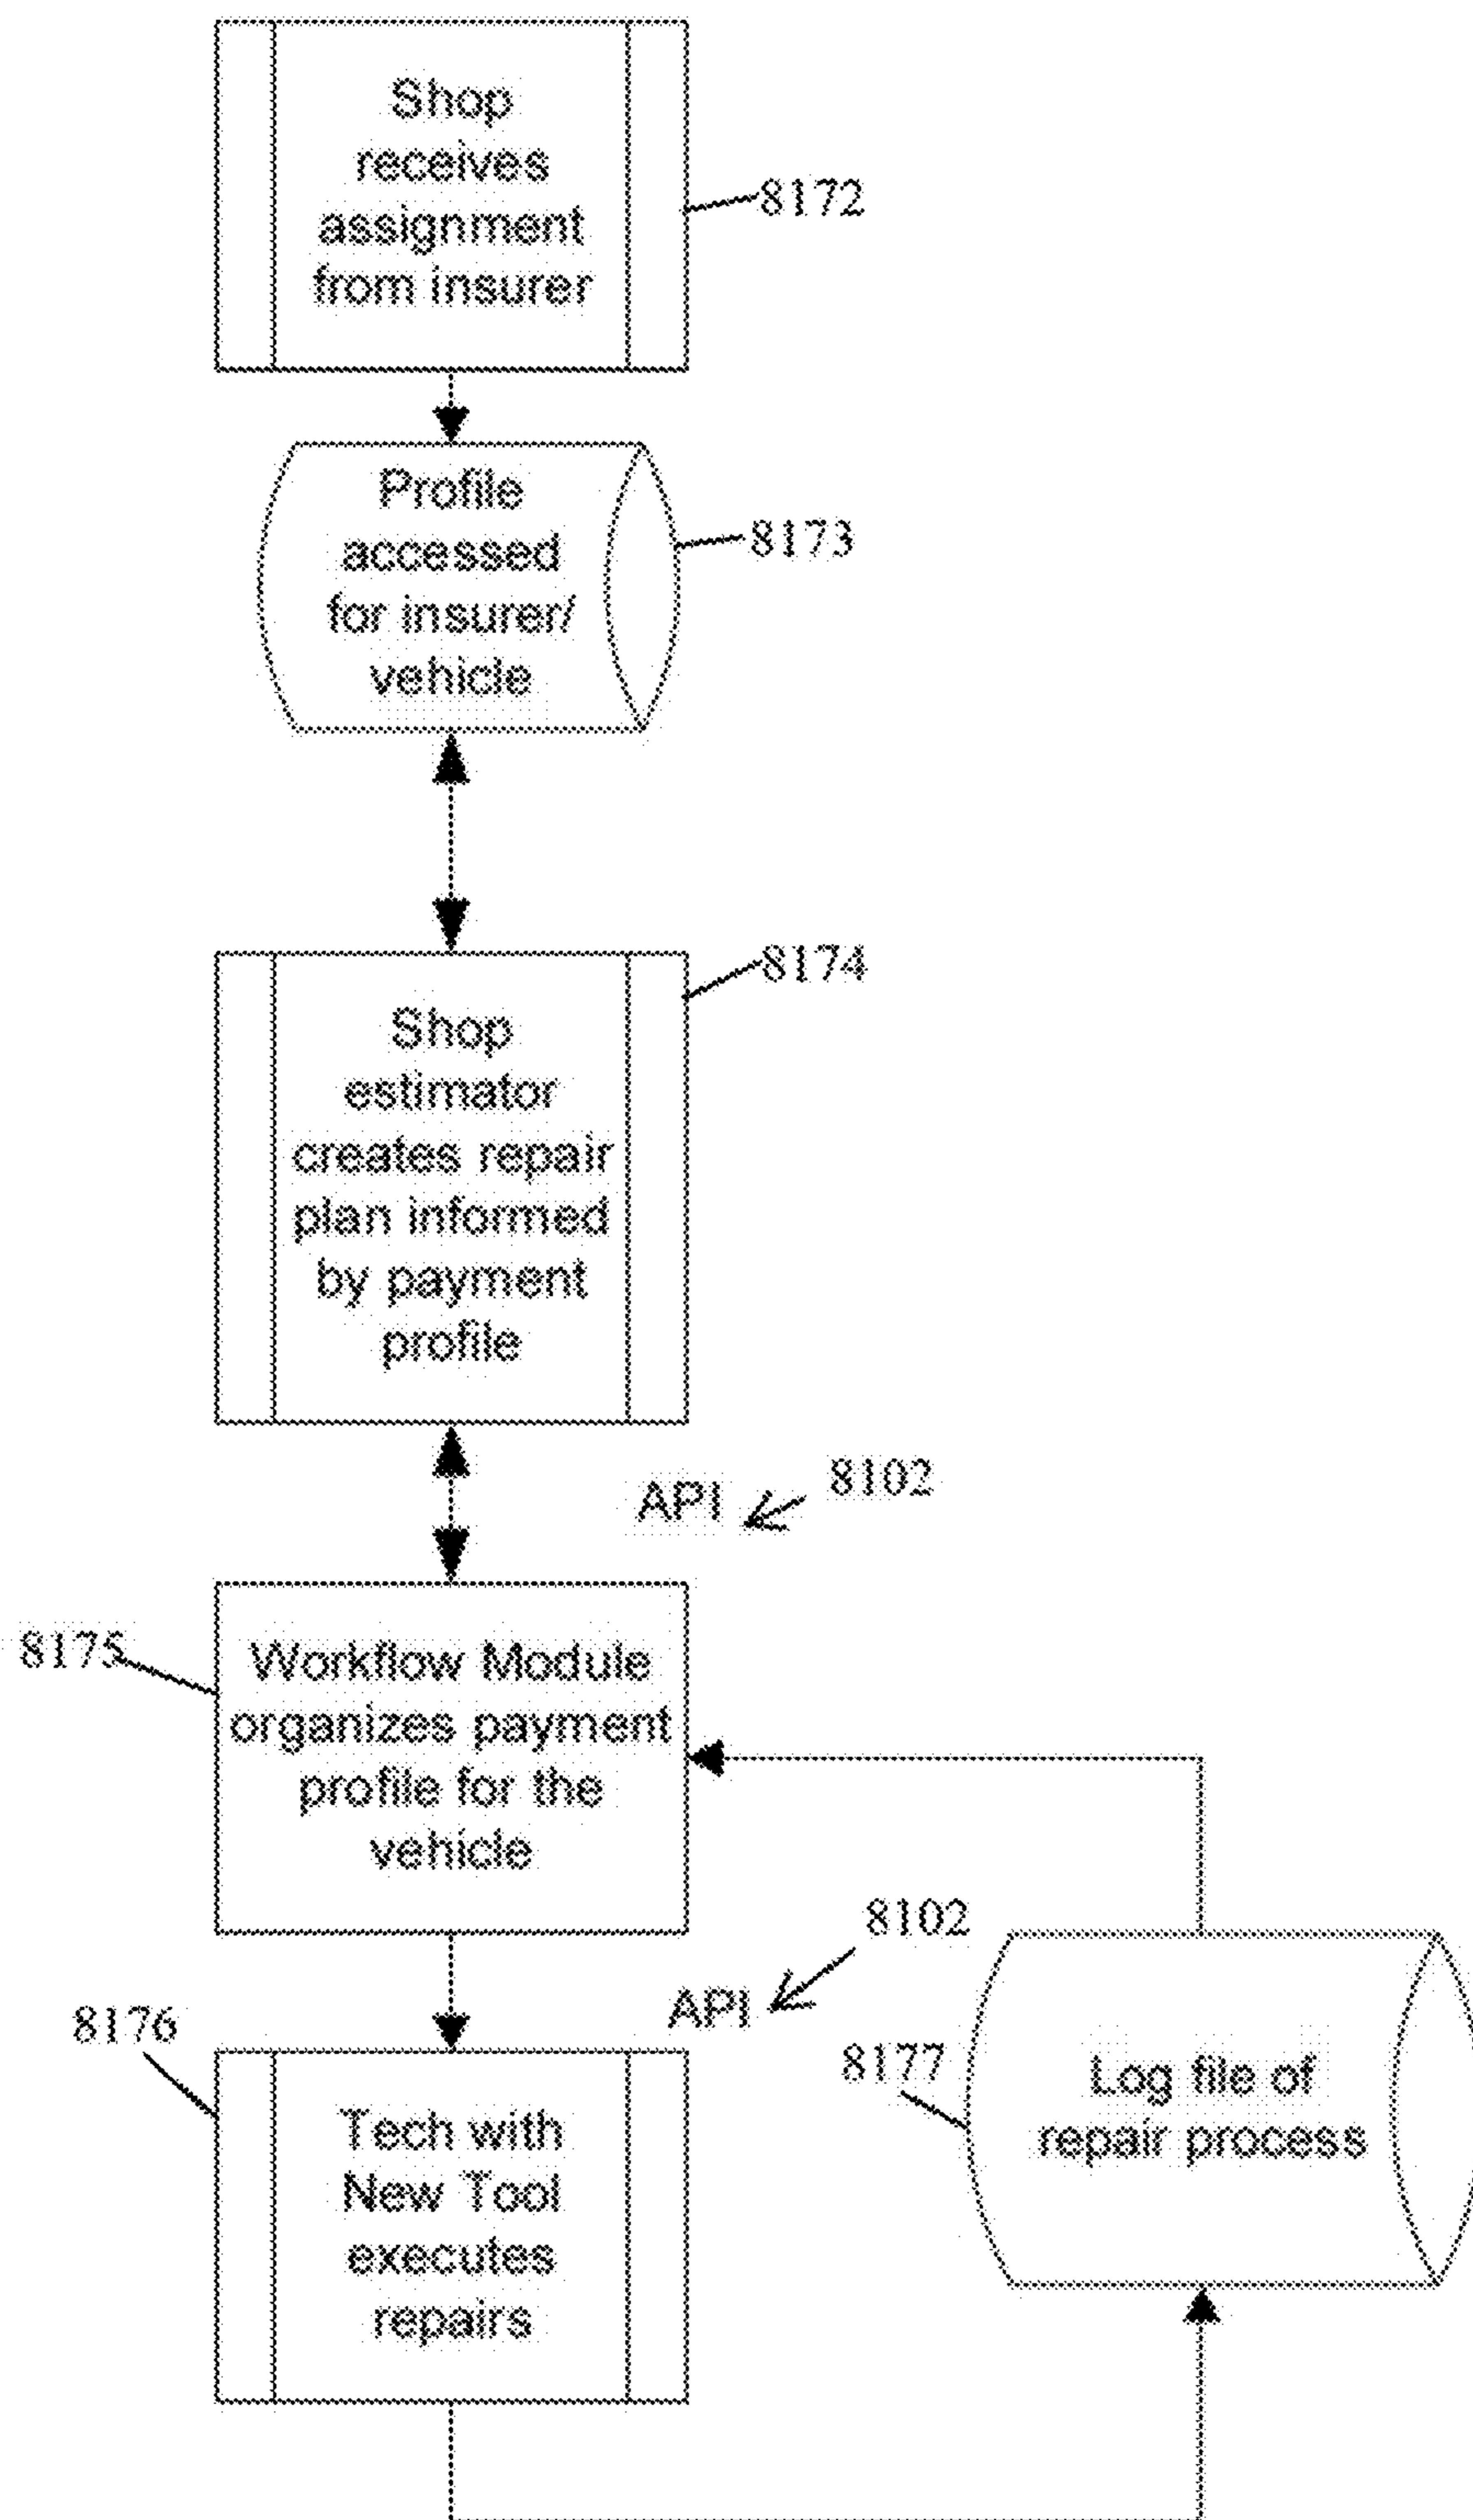 Shop
receives
assignment
from insurer
8172
Profile
accessed
for insurer/
vehicle
8173
8174
Shop
estimator
creates repair
plan informed
by payment
profile
API
8102
8175
Workflow Module
organizes payment
profile for the
vehicle
8102
API
8176
8177
Tech with
New Tool
executes
repairs
Log file of
repair process